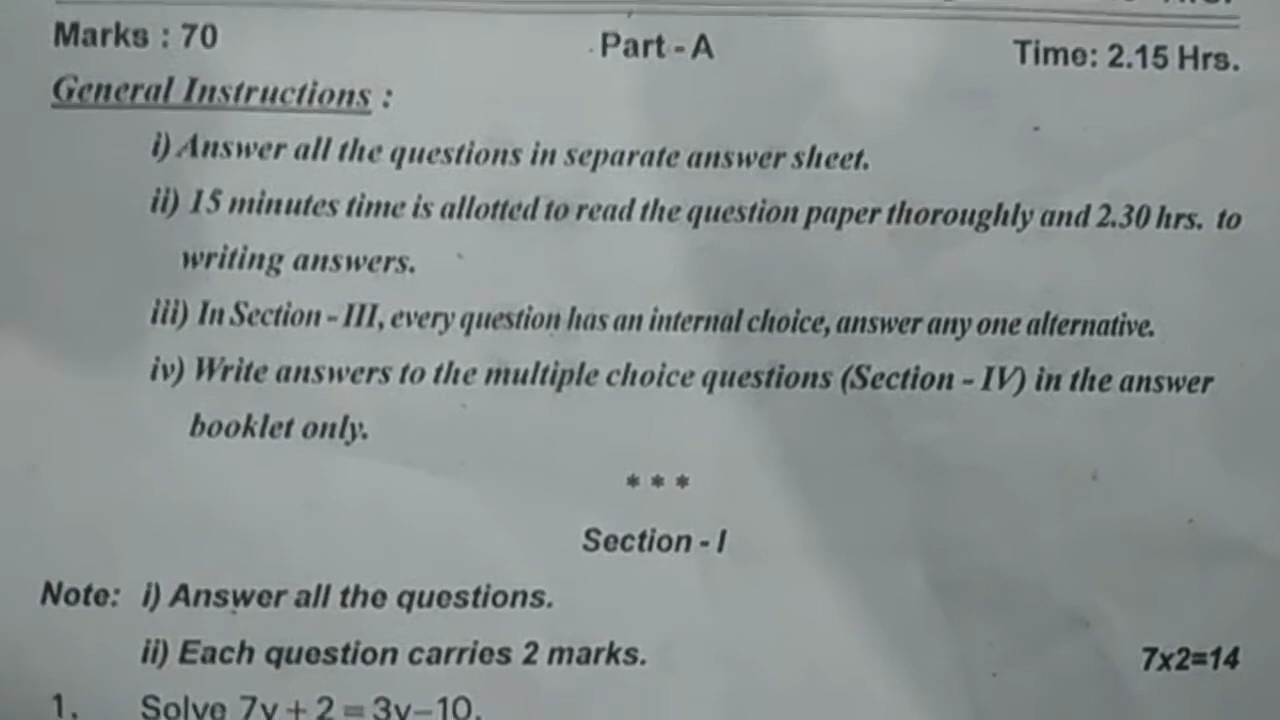 Marks : 70
Part - A
Time: 2.15 Hrs.
General Instructions :
i) Answer all the questions in separate answer sheet.
ii) 15 minutes time is allotted to read the question paper thoroughly and 2.30 hrs. to
writing answers.
iii) In Section - III, every question has an internal choice, answer any one alternative.
iv) Write answers to the multiple choice questions (Section - IV) in the answer
booklet only.
* * *
Section - I
Note: i) Answer all the questions.
ii) Each question carries 2 marks.
7x2=14
1. Solve 7y + 2 = 3y–10.